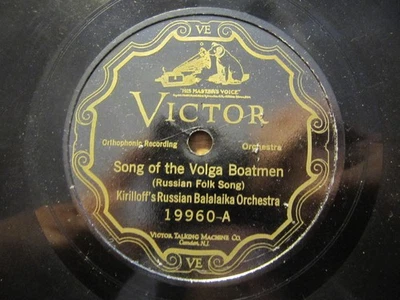 VE
"HIS MASTER'S VOICE"
VICTOR
Orthophonic Recording Orchestra
Song of the Volga Boatmen
(Russian Folk Song)
Kirilloff's Russian Balalaika Orchestra
19960-A
VICTOR TALKING MACHINE CO.
Camden, N.J.
VE